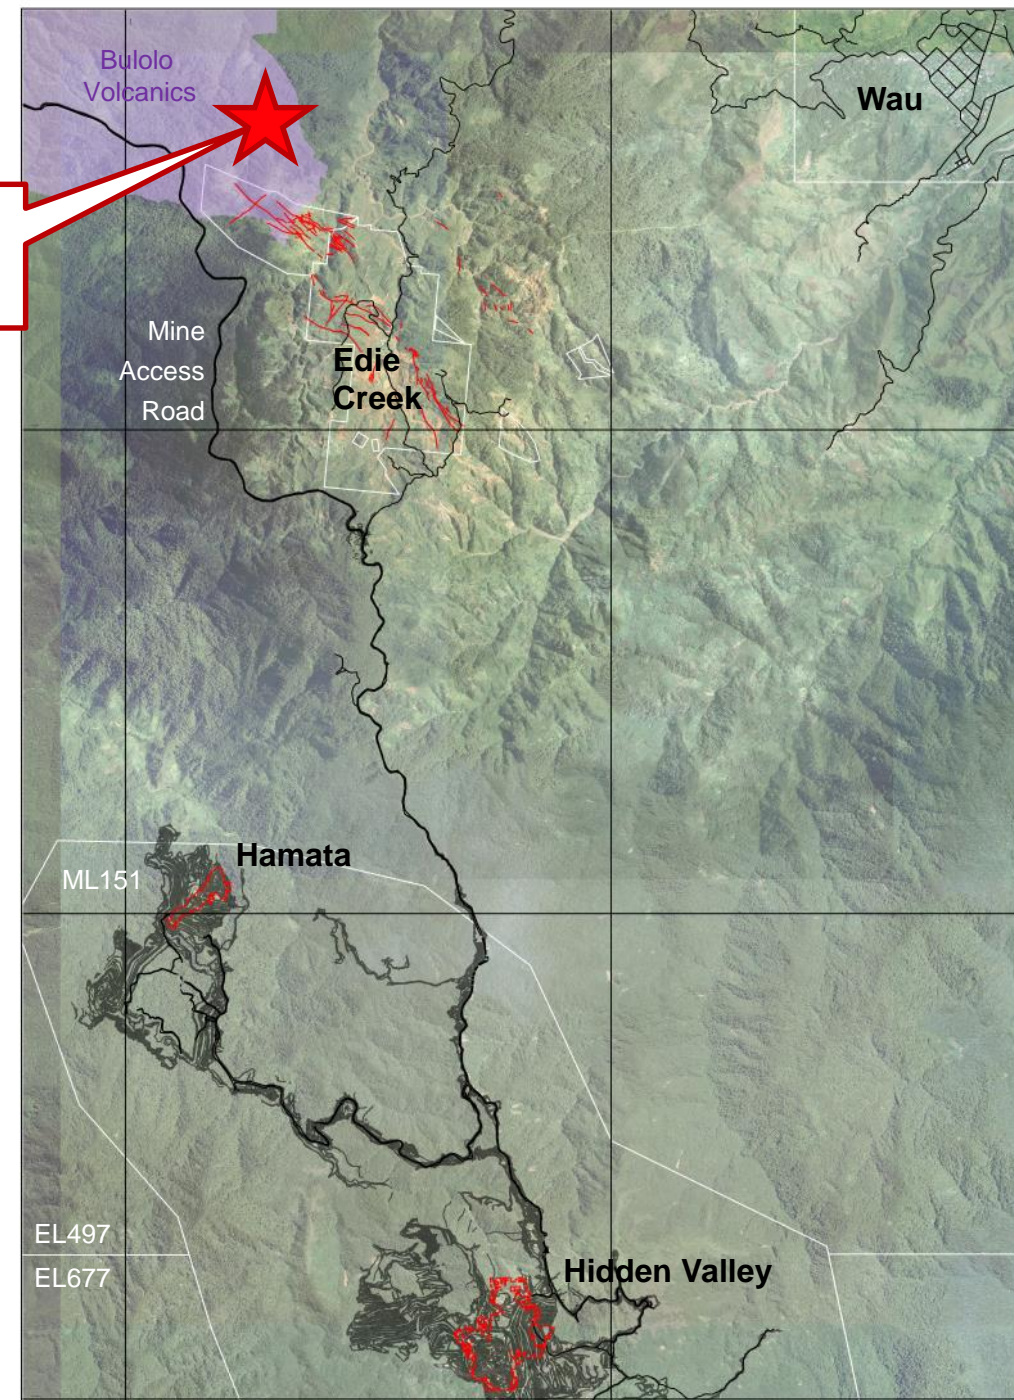 Bulolo
Volcanics
Wau
Mine
Access
Road
Edie
Creek
Hamata
ML151
EL497
EL677
Hidden Valley